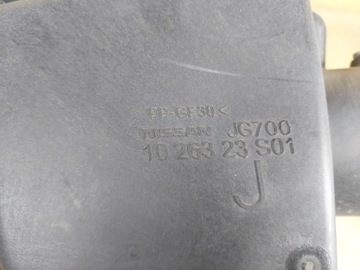 >PP-GF30<
NISSAN JG700
10 263 23 S01
J